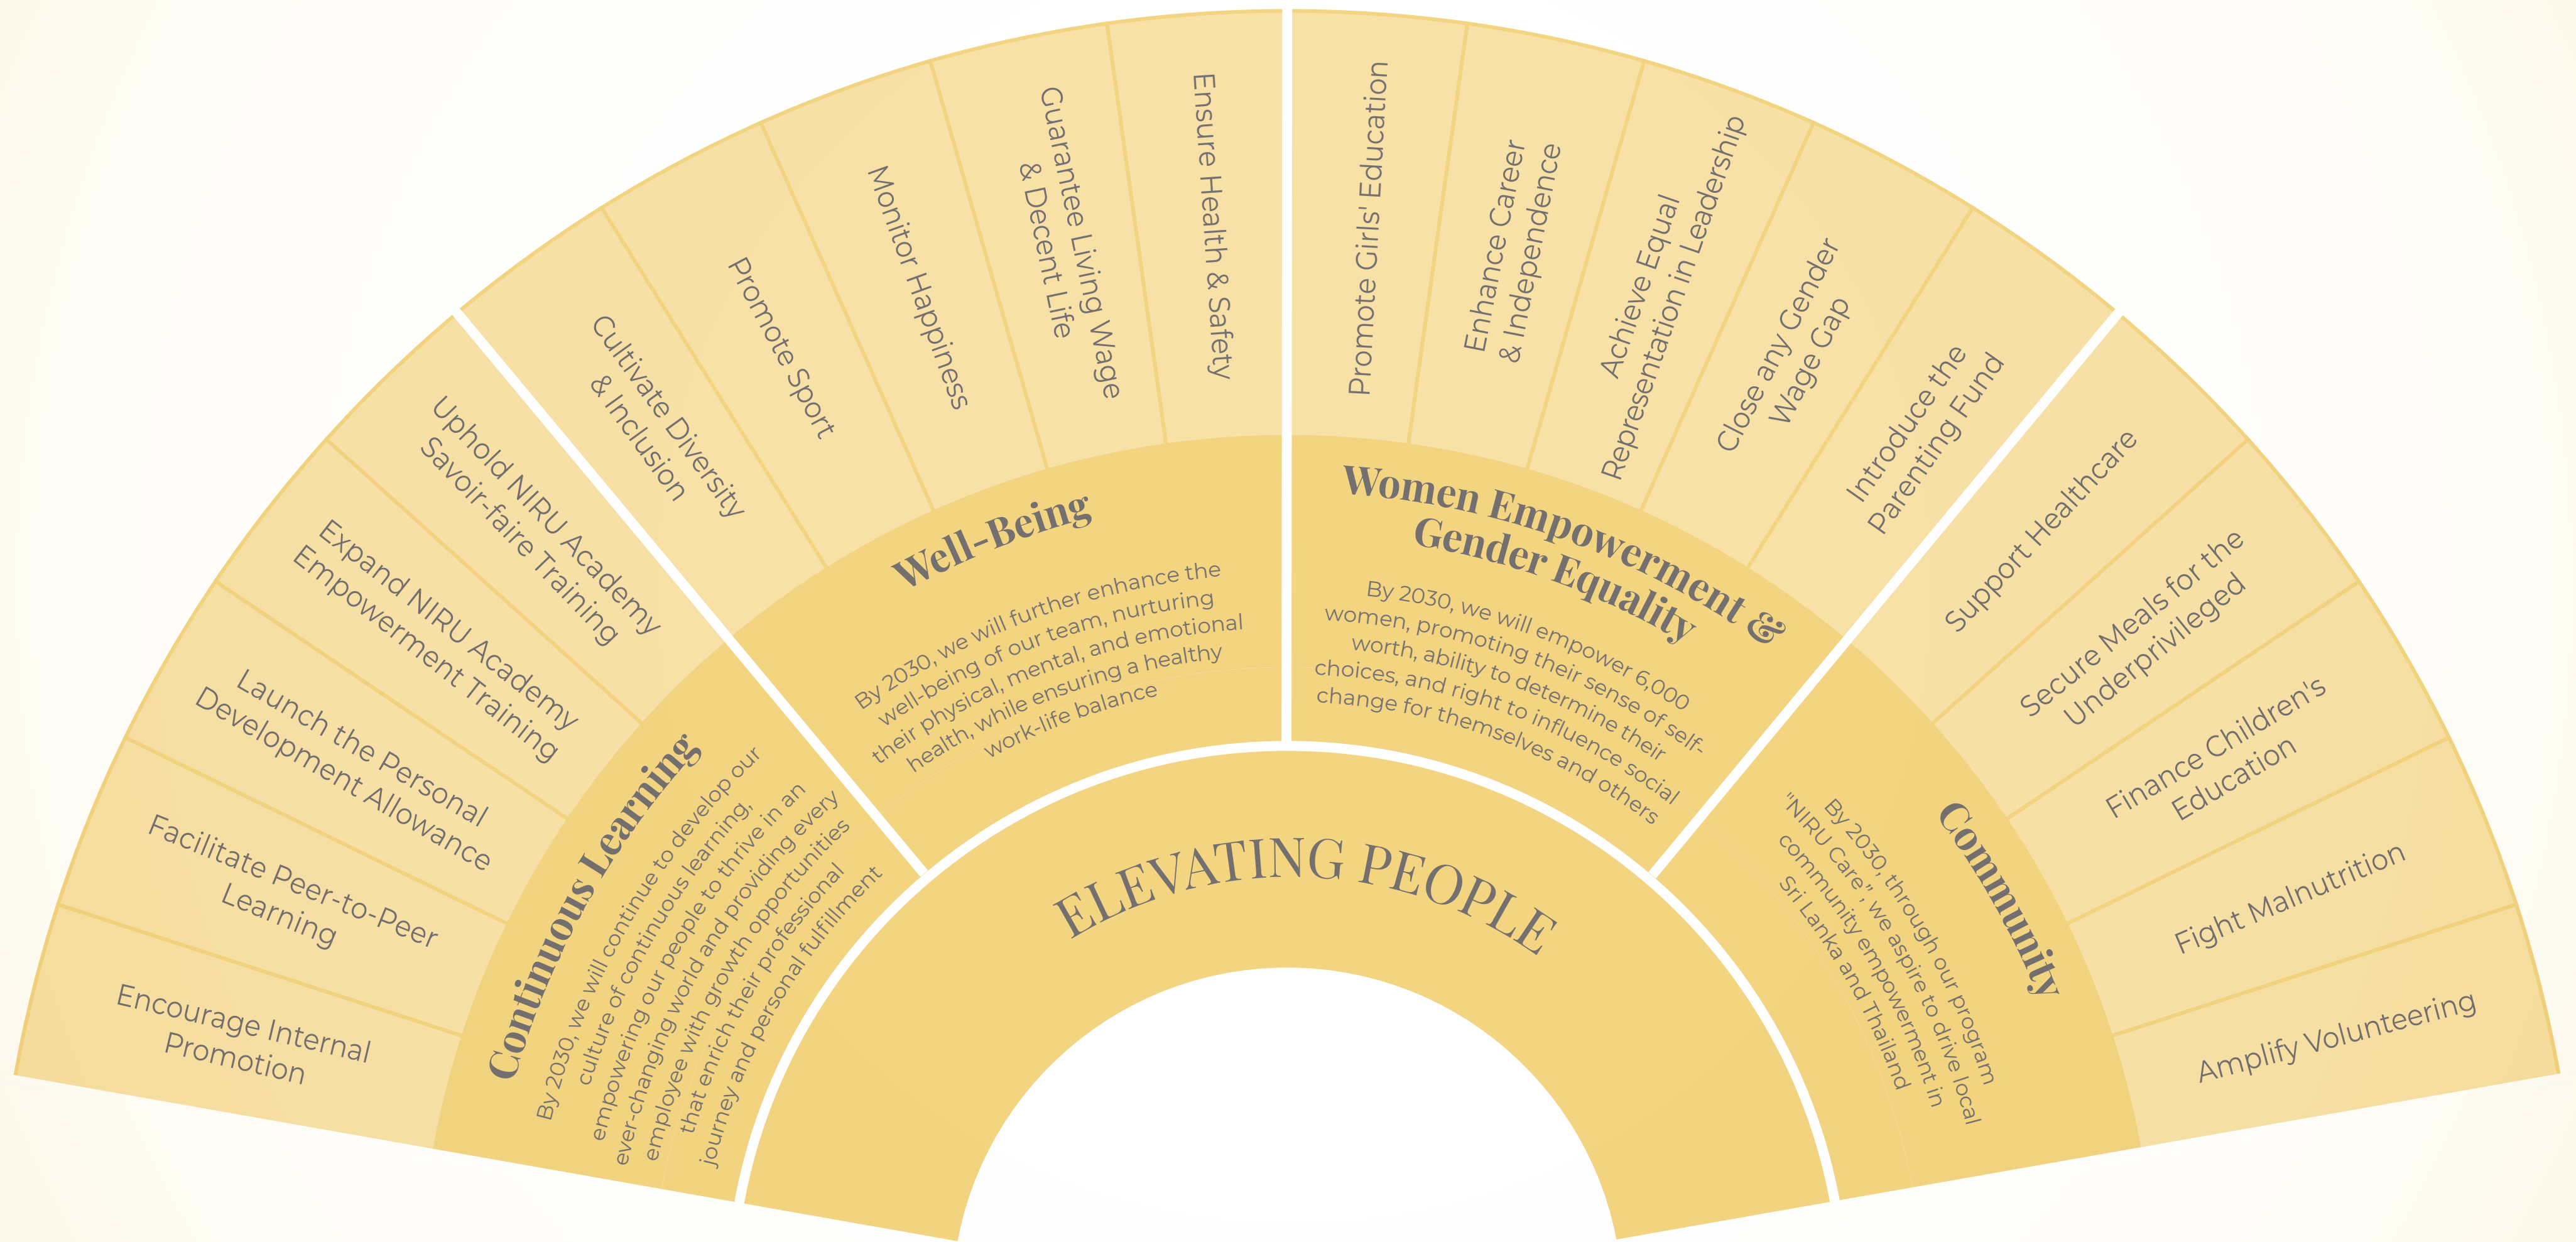 ELEVATING PEOPLE
Continuous Learning
By 2030, we will continue to develop our
culture of continuous learning,
empowering our people to thrive in an
ever-changing world and providing every
employee with growth opportunities
that enrich their professional
journey and personal fulfillment
Encourage Internal
Promotion
Facilitate Peer-to-Peer
Learning
Launch the Personal
Development Allowance
Expand NIRU Academy
Empowerment Training
Uphold NIRU Academy
Savoir-faire Training
Well-Being
By 2030, we will further enhance the
well-being of our team, nurturing
their physical, mental, and emotional
health, while ensuring a healthy
work-life balance
Cultivate Diversity
& Inclusion
Promote Sport
Monitor Happiness
Guarantee Living Wage
& Decent Life
Ensure Health & Safety
Women Empowerment &
Gender Equality
By 2030, we will empower 6,000
women, promoting their sense of self-
worth, ability to determine their
choices, and right to influence social
change for themselves and others
Promote Girls' Education
Enhance Career
& Independence
Achieve Equal
Representation in Leadership
Close any Gender
Wage Gap
Introduce the
Parenting Fund
Community
By 2030, through our program
"NIRU Care", we aspire to drive local
community empowerment in
Sri Lanka and Thailand
Support Healthcare
Secure Meals for the
Underprivileged
Finance Children's
Education
Fight Malnutrition
Amplify Volunteering